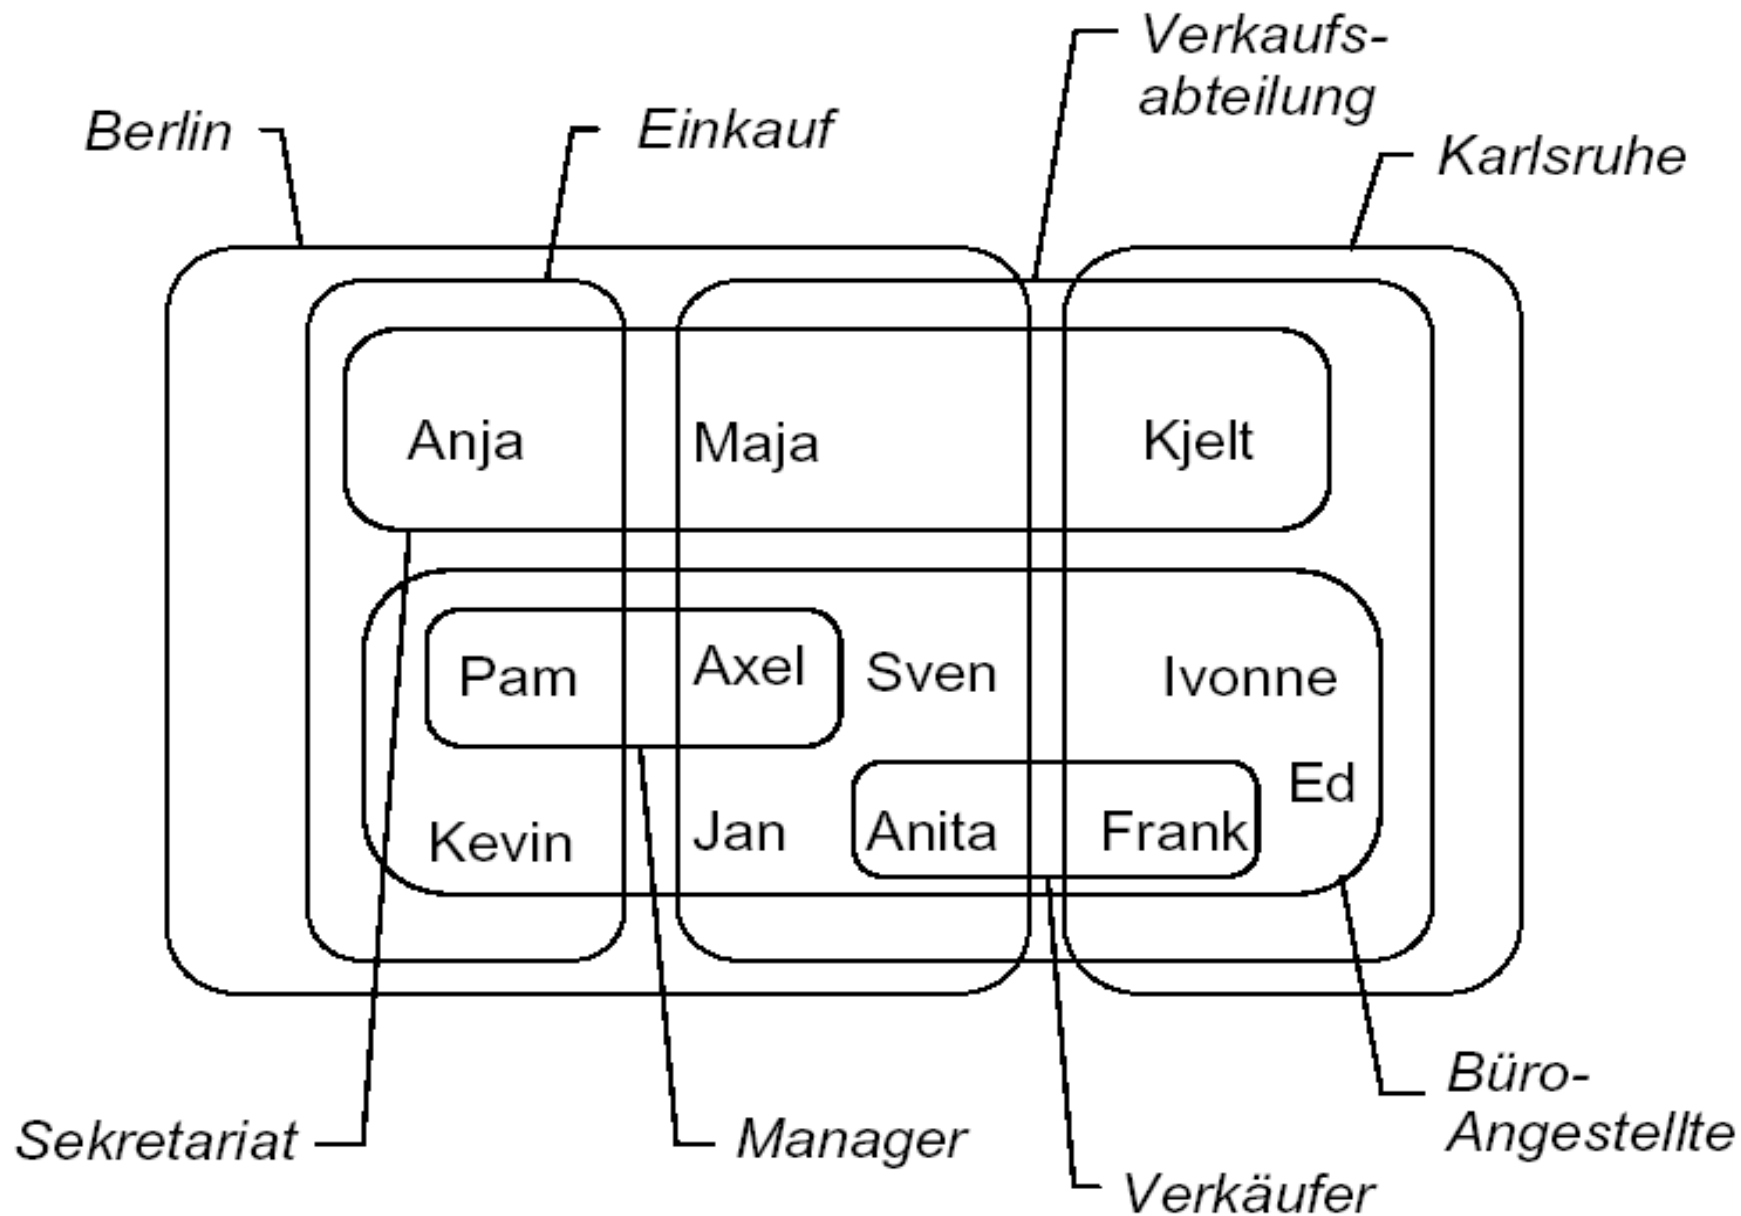 Verkaufs-
abteilung
Berlin
Einkauf
Karlsruhe
Anja Maja Kjelt
Pam Axel Sven Ivonne
Ed
Kevin Jan Anita Frank
Büro-
Angestellte
Sekretariat Manager
Verkäufer